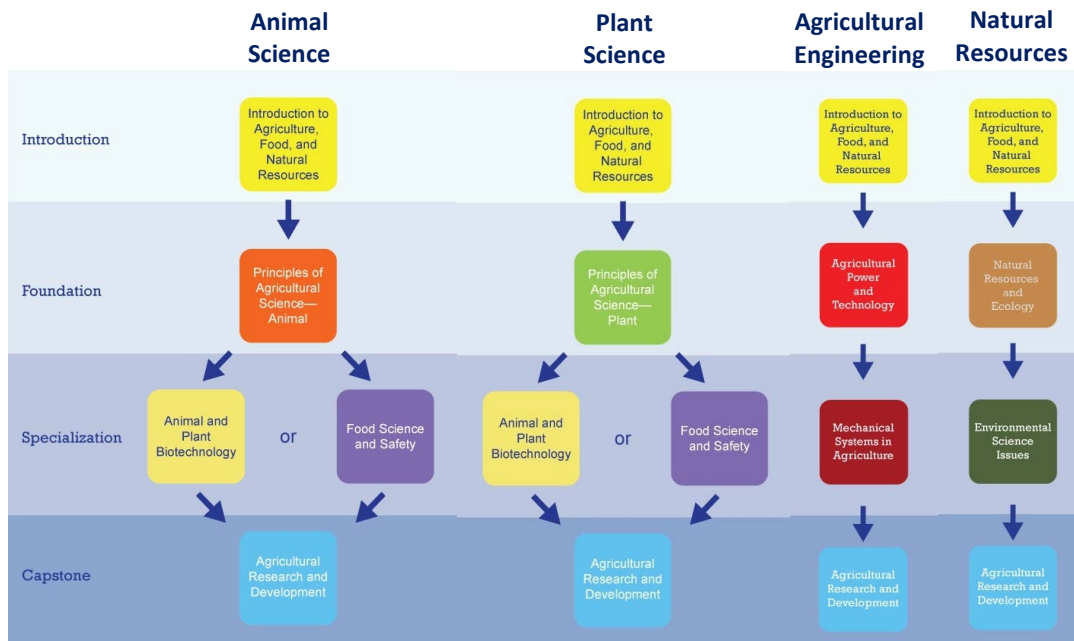 Animal
Science
Plant
Science
Agricultural
Engineering
Natural
Resources
Introduction
Introduction to
Agriculture,
Food, and
Natural
Resources
Introduction to
Agriculture,
Food, and
Natural
Resources
Introduction to
Agriculture,
Food, and
Natural
Resources
Introduction to
Agriculture,
Food, and
Natural
Resources
Foundation
Principles of
Agricultural
Science—
Animal
Principles of
Agricultural
Science—
Plant
Agricultural
Power
and
Technology
Natural
Resources
and
Ecology
Specialization
Animal and
Plant
Biotechnology
or
Food Science
and Safety
Animal and
Plant
Biotechnology
or
Food Science
and Safety
Mechanical
Systems in
Agriculture
Environmental
Science
Issues
Capstone
Agricultural
Research and
Development
Agricultural
Research and
Development
Agricultural
Research and
Development
Agricultural
Research and
Development